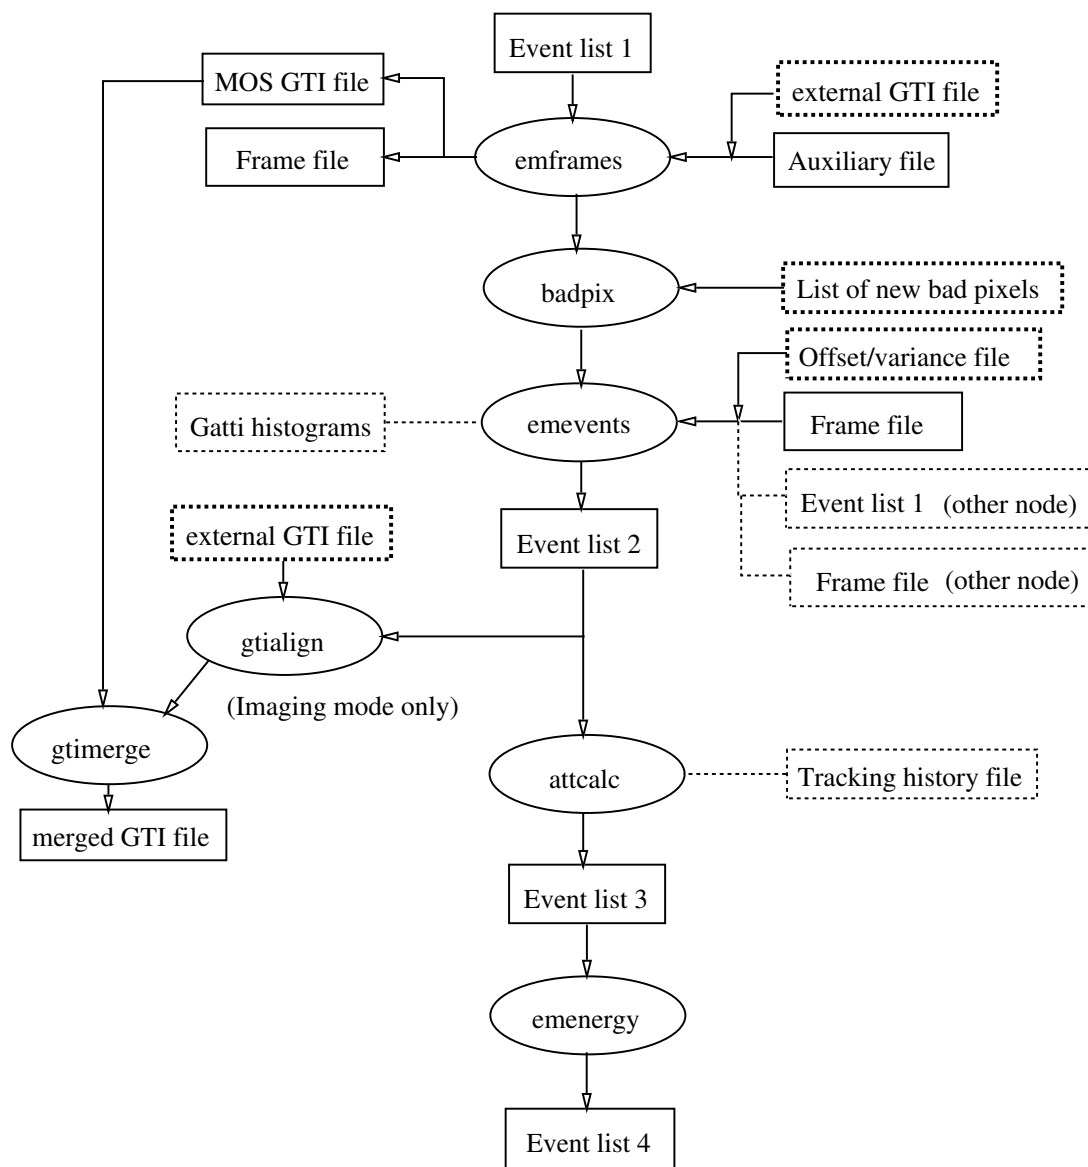 Event list 1
MOS GTI file
external GTI file
Frame file
emframes
Auxiliary file
badpix
List of new bad pixels
Offset/variance file
Gatti histograms
emevents
Frame file
Event list 1 (other node)
external GTI file
Event list 2
Frame file (other node)
gtialign
(Imaging mode only)
gtimerge
attcalc
Tracking history file
merged GTI file
Event list 3
emenergy
Event list 4